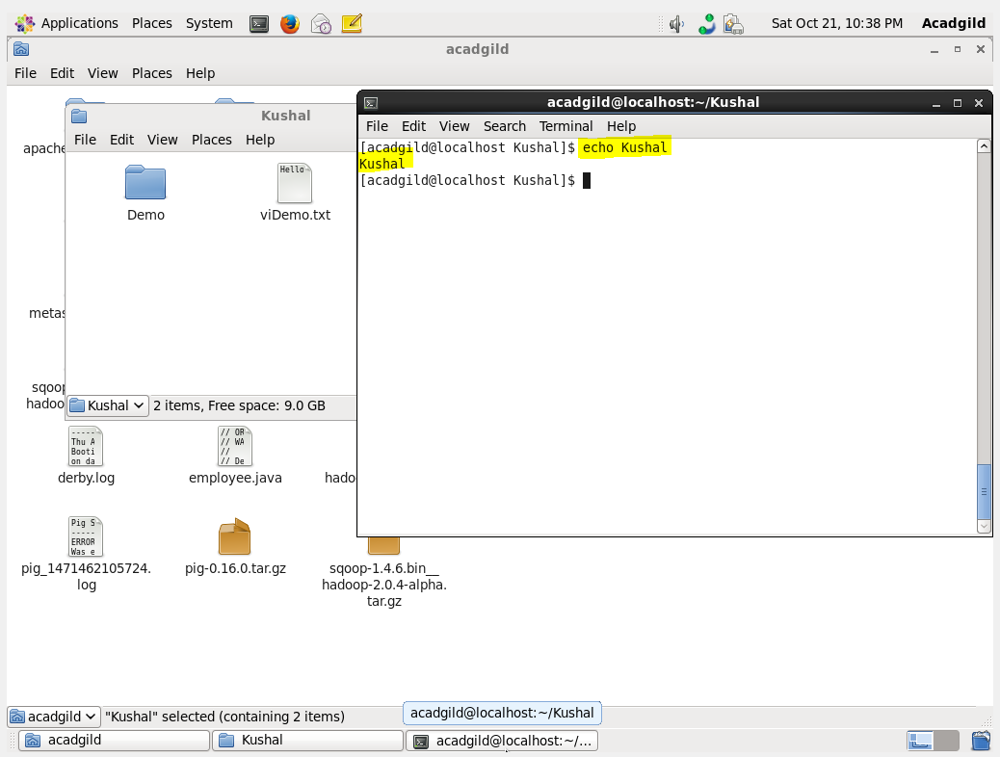 Applications Places System Sat Oct 21, 10:38 PM Acadgild
acadgild
File Edit View Places Help
apache
metas
sqoop
hadoo
Kushal
File Edit View Places Help
Hello
Demo
viDemo.txt
Kushal 2 items, Free space: 9.0 GB
acadgild@localhost:~/Kushal
File Edit View Search Terminal Help
[acadgild@localhost Kushal]$ echo Kushal
Kushal
[acadgild@localhost Kushal]$
-----
Thu A
Booti
on da
derby.log
// OR
// WA
//
// De
employee.java
hado
Pig S
-----
ERROR
Was e
pig_1471462105724.
log
pig-0.16.0.tar.gz
sqoop-1.4.6.bin__
hadoop-2.0.4-alpha.
tar.gz
acadgild "Kushal" selected (containing 2 items)
acadgild@localhost:~/Kushal
acadgild Kushal acadgild@localhost:~/...